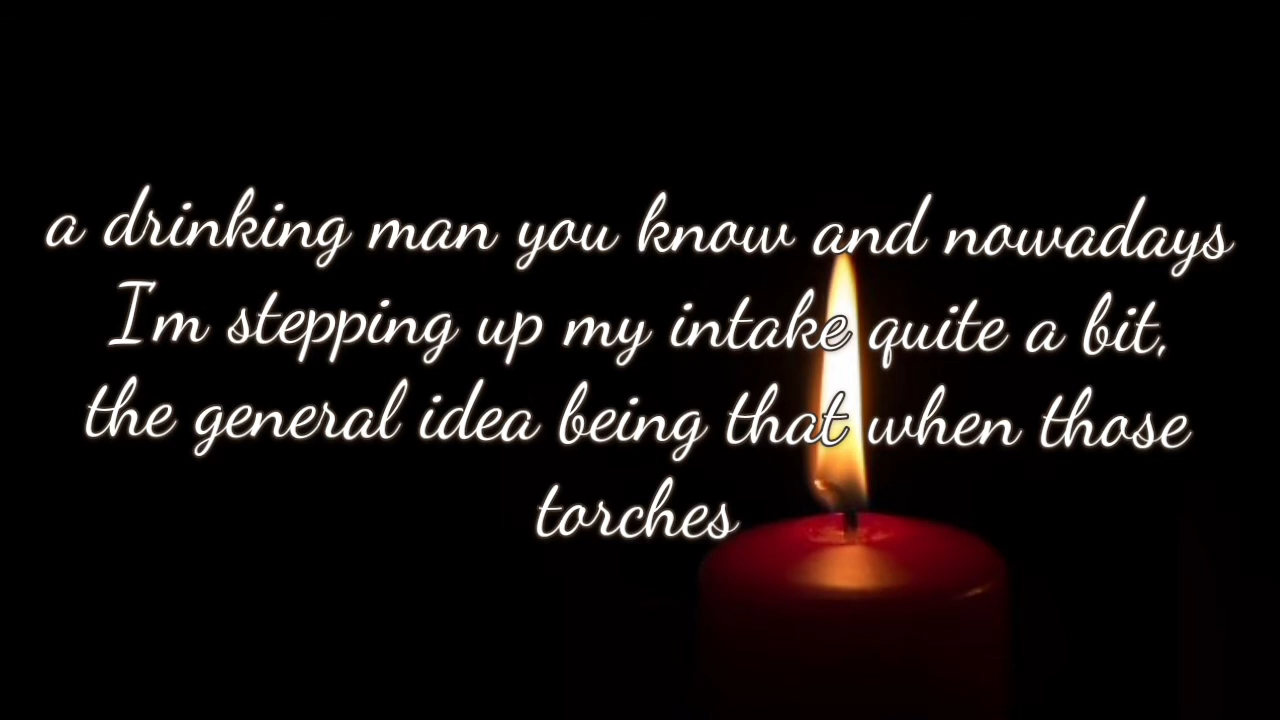 a drinking man you know and nowadays
I'm stepping up my intake quite a bit,
the general idea being that when those
torches